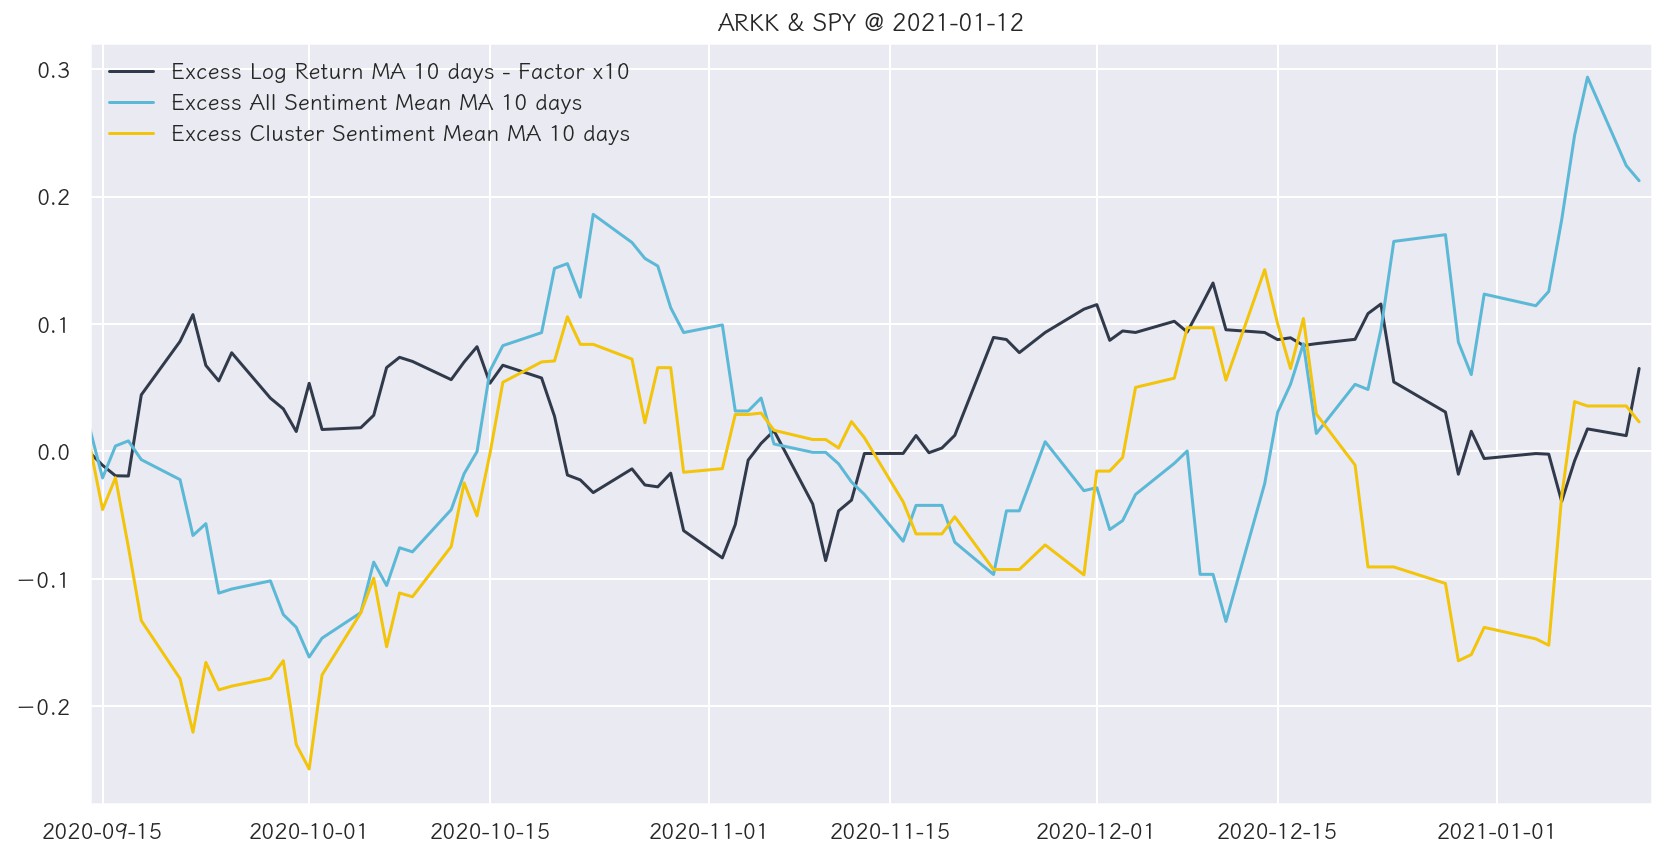 ARKK & SPY @ 2021-01-12
0.3
0.2
0.1
0.0
−0.1
−0.2
Excess Log Return MA 10 days - Factor x10
Excess All Sentiment Mean MA 10 days
Excess Cluster Sentiment Mean MA 10 days
2020-09-15 2020-10-01 2020-10-15 2020-11-01 2020-11-15 2020-12-01 2020-12-15 2021-01-01